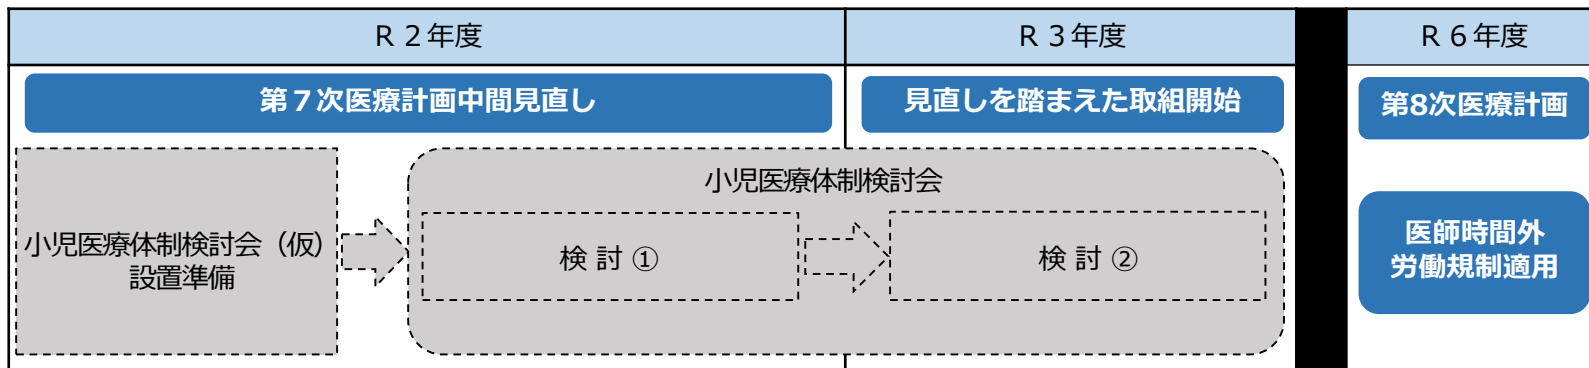 R２年度
R３年度
R６年度
第７次医療計画中間見直し
見直しを踏まえた取組開始
第8次医療計画
小児医療体制検討会（仮）
設置準備
小児医療体制検討会
検 討 ①
検 討 ②
医師時間外
労働規制適用